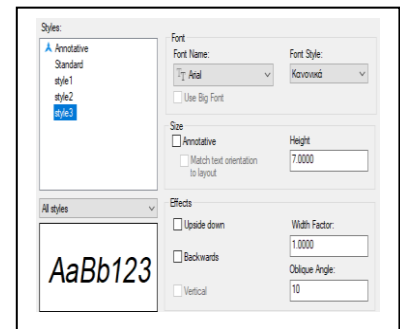 Styles:
Annotative
Standard
style1
style2
style3
All styles
AaBb123
Font
Font Name:
Font Style:
Arial
Κανονικά
Use Big Font
Size
Annotative
Height
Match text orientation
to layout
7.0000
Effects
Upside down
Width Factor:
1.0000
Backwards
Oblique Angle:
Vertical
10